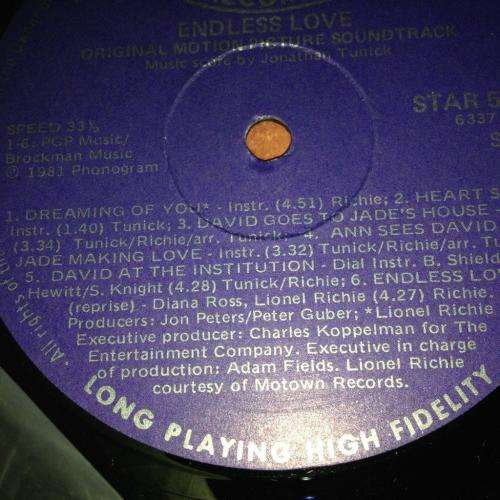 ENDLESS LOVE
ORIGINAL MOTION PICTURE SOUNDTRACK
Music score by Jonathan Tunick
STAR
6337
SPEED 33⅓
1-6: PGP Music/
Brockman Music
℗ 1981 Phonogram
1. DREAMING OF YOU* - Instr. (4.51) Richie; 2. HEART
Instr. (1.40) Tunick; 3. DAVID GOES TO JADE'S HOUSE
(3.34) Tunick/Richie/arr. Tunick; 4. ANN SEES DAVID
JADE MAKING LOVE - Instr. (3.32) Tunick/Richie/arr. T
5. DAVID AT THE INSTITUTION - Dial Instr. B. Shield
Hewitt/S. Knight (4.28) Tunick/Richie; 6. ENDLESS LO
(reprise) - Diana Ross, Lionel Richie (4.27) Richie.
Producers: Jon Peters/Peter Guber; *Lionel Richie
Executive producer: Charles Koppelman for The
Entertainment Company. Executive in charge
of production: Adam Fields. Lionel Richie
courtesy of Motown Records.
LONG PLAYING HIGH FIDELITY
All rights of th